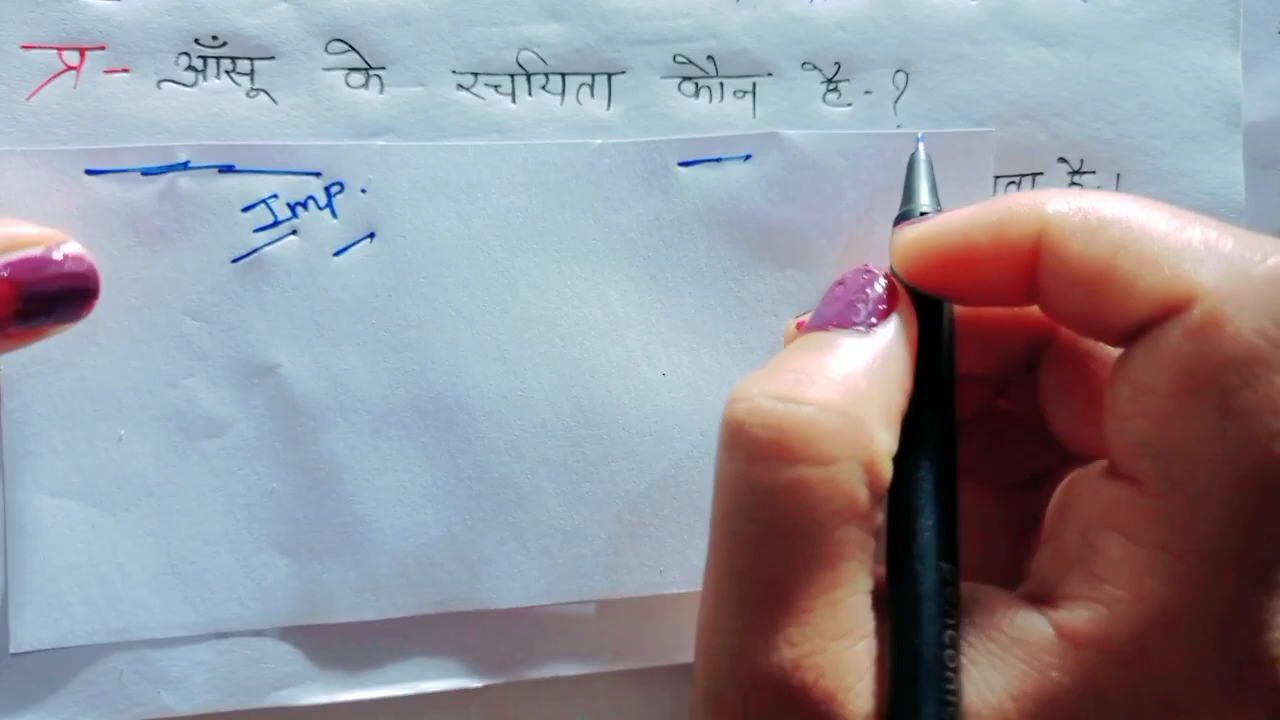 प्र- आँसू के रचयिता कौन है-?
ता है।
Imp.